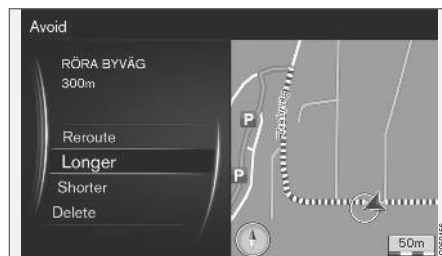 Avoid
RÖRA BYVÄG
300m
Reroute
Longer
Shorter
Delete
P
P
50m